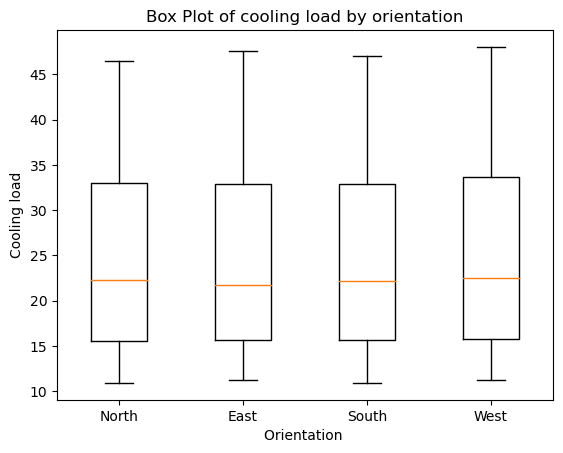 Box Plot of cooling load by orientation
Cooling load
45
40
35
30
25
20
15
10
North East South West
Orientation